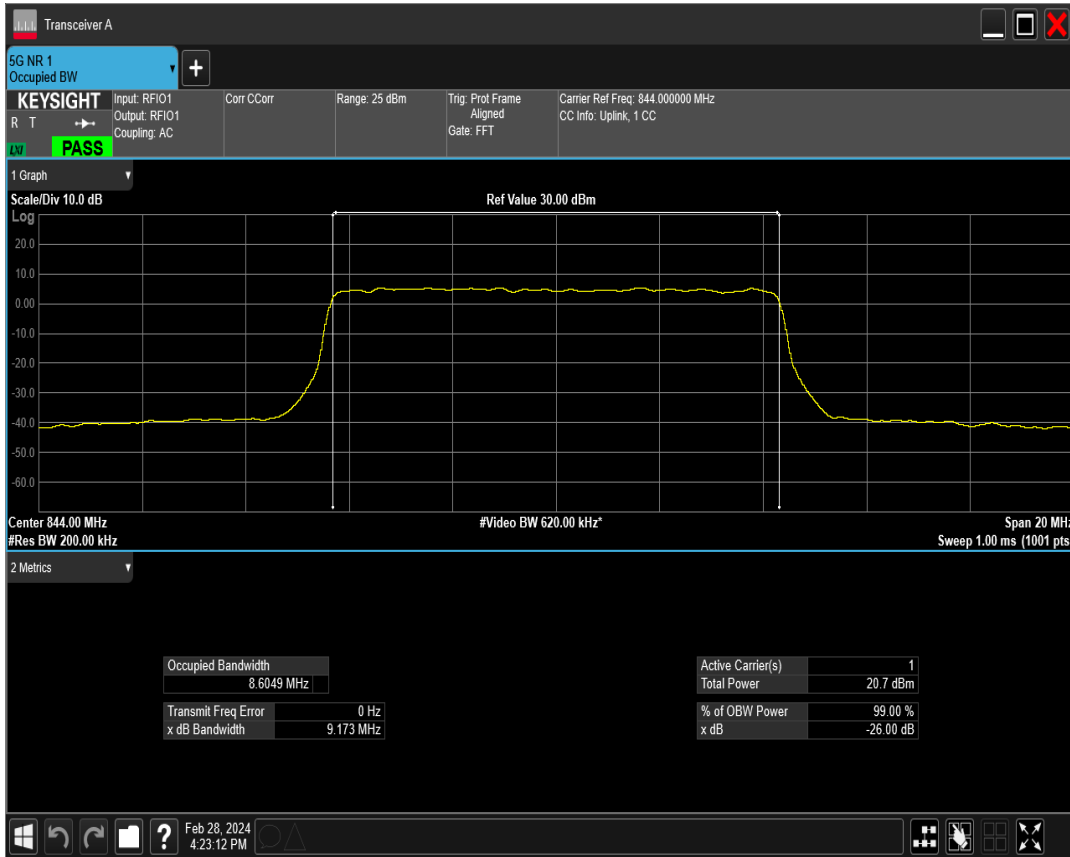 Transceiver A
5G NR 1
Occupied BW
+
KEYSIGHT
R T
LXI
PASS
Input: RFIO1
Output: RFIO1
Coupling: AC
Corr CCorr
Range: 25 dBm
Trig: Prot Frame
Aligned
Gate: FFT
Carrier Ref Freq: 844.000000 MHz
CC Info: Uplink, 1 CC
1 Graph
Scale/Div 10.0 dB
Ref Value 30.00 dBm
Log
20.0
10.0
0.00
-10.0
-20.0
-30.0
-40.0
-50.0
-60.0
Center 844.00 MHz
#Video BW 620.00 kHz*
Span 20 MHz
#Res BW 200.00 kHz
Sweep 1.00 ms (1001 pts
2 Metrics
Occupied Bandwidth
8.6049 MHz
Transmit Freq Error 0 Hz
x dB Bandwidth 9.173 MHz
Active Carrier(s) 1
Total Power 20.7 dBm
% of OBW Power 99.00 %
x dB -26.00 dB
?
Feb 28, 2024
4:23:12 PM